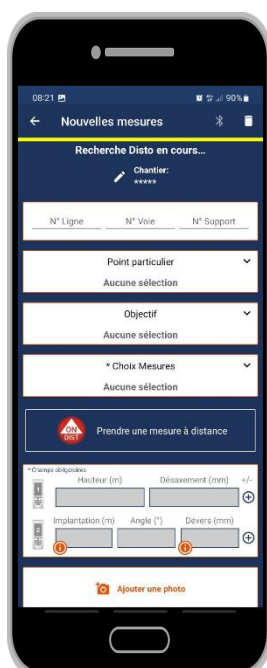 08:21 90%
Nouvelles mesures
Recherche Disto en cours...
Chantier:
*****
N° Ligne N° Voie N° Support
Point particulier
Aucune sélection
Objectif
Aucune sélection
* Choix Mesures
Aucune sélection
ON
DIST
Prendre une mesure à distance
* Champs obligatoires
Hauteur (m) Désaxement (mm) +/-
1
Implantation (m) Angle (°) Dévers (mm)
2
Ajouter une photo